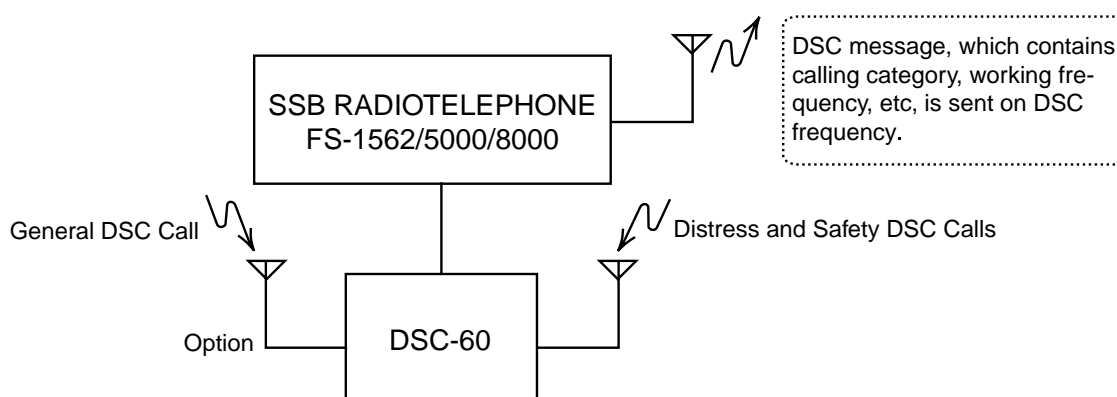 DSC message, which contains
calling category, working fre-
quency, etc, is sent on DSC
frequency.
SSB RADIOTELEPHONE
FS-1562/5000/8000
General DSC Call
Distress and Safety DSC Calls
Option
DSC-60